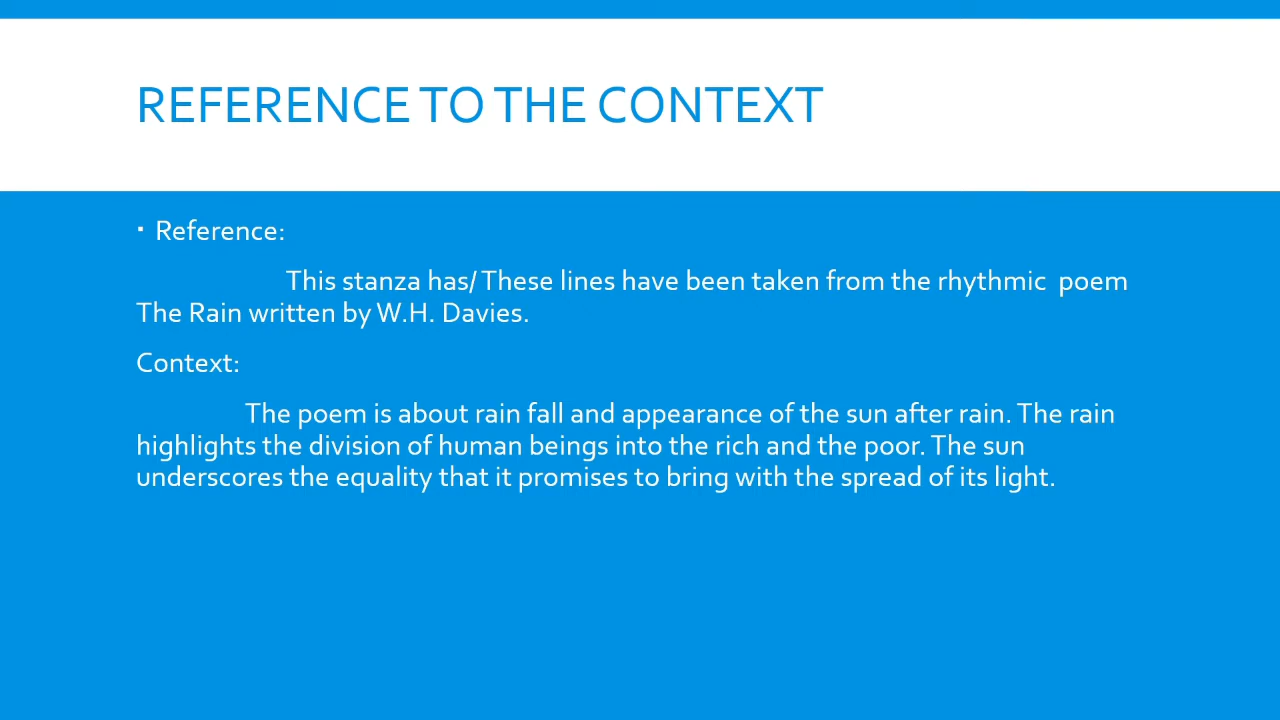 REFERENCE TO THE CONTEXT
▪ Reference:
This stanza has/ These lines have been taken from the rhythmic  poem
The Rain written by W.H. Davies.
Context:
The poem is about rain fall and appearance of the sun after rain. The rain
highlights the division of human beings into the rich and the poor. The sun
underscores the equality that it promises to bring with the spread of its light.